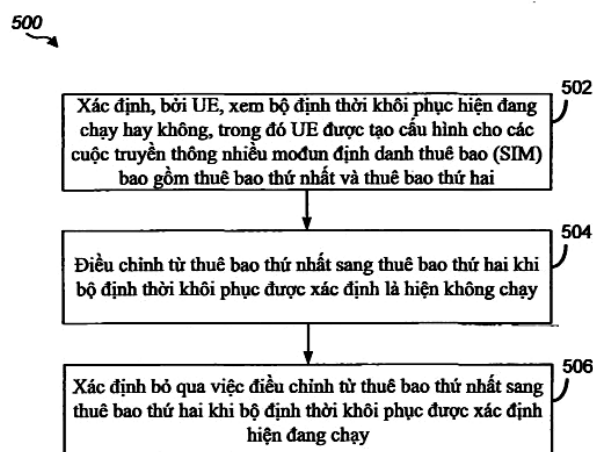 500
502
Xác định, bởi UE, xem bộ định thời khôi phục hiện đang
chạy hay không, trong đó UE được tạo cấu hình cho các
cuộc truyền thông nhiều môđun định danh thuê bao (SIM)
bao gồm thuê bao thứ nhất và thuê bao thứ hai
504
Điều chỉnh từ thuê bao thứ nhất sang thuê bao thứ hai khi
bộ định thời khôi phục được xác định là hiện không chạy
506
Xác định bỏ qua việc điều chỉnh từ thuê bao thứ nhất sang
thuê bao thứ hai khi bộ định thời khôi phục được xác định
hiện đang chạy